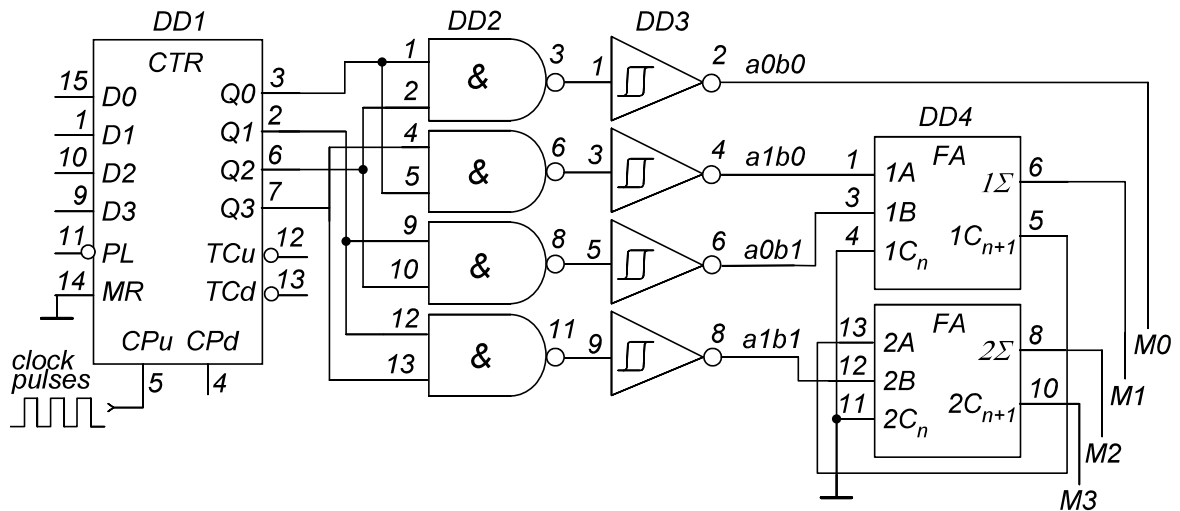 DD1
CTR
15 D0
1 D1
10 D2
9 D3
11 PL
14 MR
Q0 3
Q1 2
Q2 6
Q3 7
TCu 12
TCd 13
CPu CPd
5 4
clock
pulses
DD2
1
2
& 3
4
5
& 6
9
10
& 8
12
13
& 11
DD3
1 2 a0b0
3 4 a1b0
5 6 a0b1
9 8 a1b1
DD4
FA
1 1A
3 1B
4 1Cn
1Σ 6
1Cn+1 5
FA
13 2A
12 2B
11 2Cn
2Σ 8
2Cn+1 10
M0
M1
M2
M3